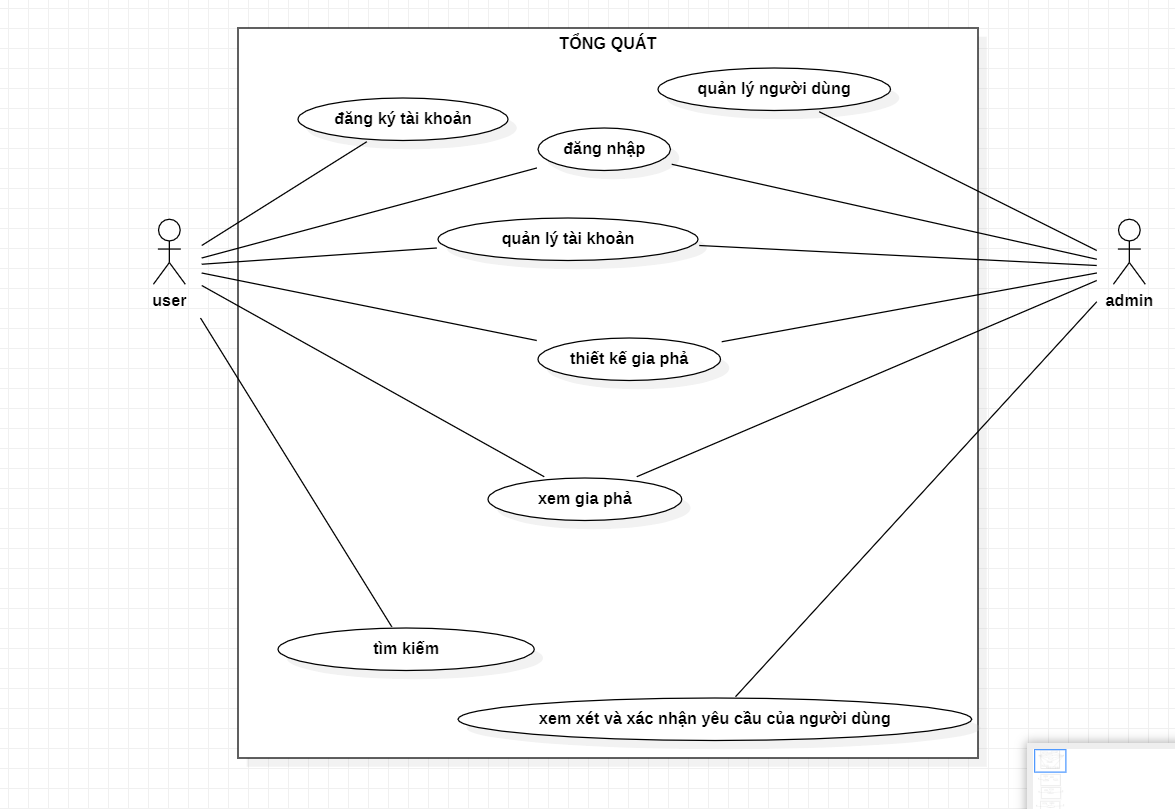 TỔNG QUÁT
quản lý người dùng
đăng ký tài khoản
đăng nhập
quản lý tài khoản
user
admin
thiết kế gia phả
xem gia phả
tìm kiếm
xem xét và xác nhận yêu cầu của người dùng